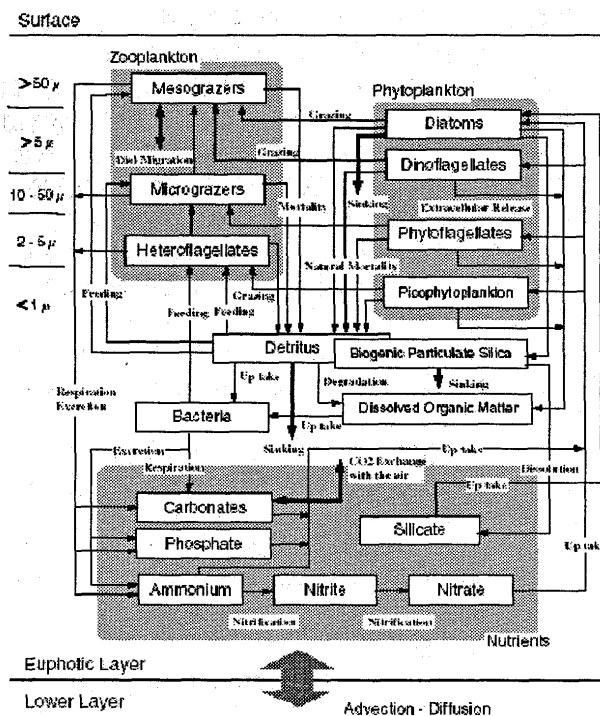 Surface
Zooplankton
>50 μ
Mesograzers
Phytoplankton
Grazing
Diatoms
>5 μ
Diel Migration
Grazing
Dinoflagellates
10 - 50 μ
Micrograzers
Mortality
Sinking
Extracellular Release
2 - 5 μ
Heteroflagellates
Phytoflagellates
Natural Mortality
Feeding
Feeding
Feeding
Grazing
Picophytoplankton
<1 μ
Detritus
Biogenic Particulate Silica
Up take
Degradation
Sinking
Respiration
Excretion
Bacteria
Up take
Dissolved Organic Matter
Excretion
Sinking
Up take
Respiration
CO2 Exchange
with the air
Dissolution
Carbonates
Up take
Silicate
Phosphate
Up take
Ammonium
Nitrite
Nitrate
Nitrification
Nitrification
Nutrients
Euphotic Layer
Lower Layer
Advection - Diffusion